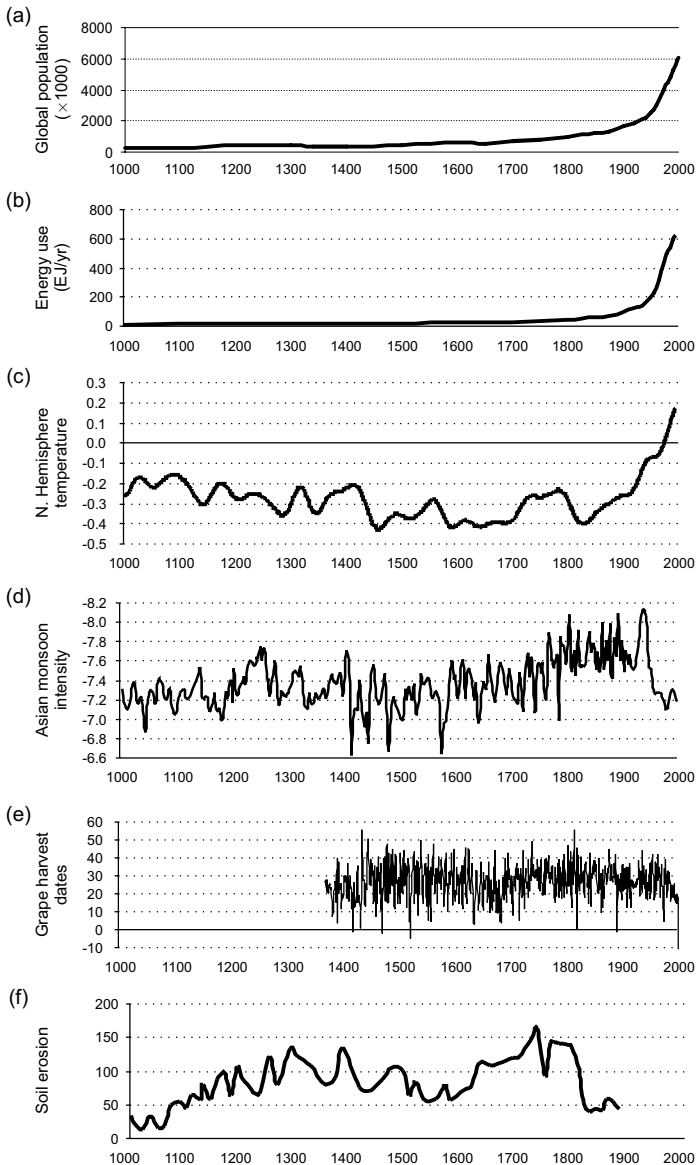 (a)
Global population
(×1000)
8000
6000
4000
2000
0
1000 1100 1200 1300 1400 1500 1600 1700 1800 1900 2000
(b)
Energy use
(EJ/yr)
800
600
400
200
0
1000 1100 1200 1300 1400 1500 1600 1700 1800 1900 2000
(c)
N. Hemisphere
temperature
0.3
0.2
0.1
0.0
-0.1
-0.2
-0.3
-0.4
-0.5
1000 1100 1200 1300 1400 1500 1600 1700 1800 1900 2000
(d)
Asian monsoon
intensity
-8.2
-8.0
-7.8
-7.6
-7.4
-7.2
-7.0
-6.8
-6.6
1000 1100 1200 1300 1400 1500 1600 1700 1800 1900 2000
(e)
Grape harvest
dates
60
50
40
30
20
10
0
-10
1000 1100 1200 1300 1400 1500 1600 1700 1800 1900 2000
(f)
Soil erosion
200
150
100
50
0
1000 1100 1200 1300 1400 1500 1600 1700 1800 1900 2000